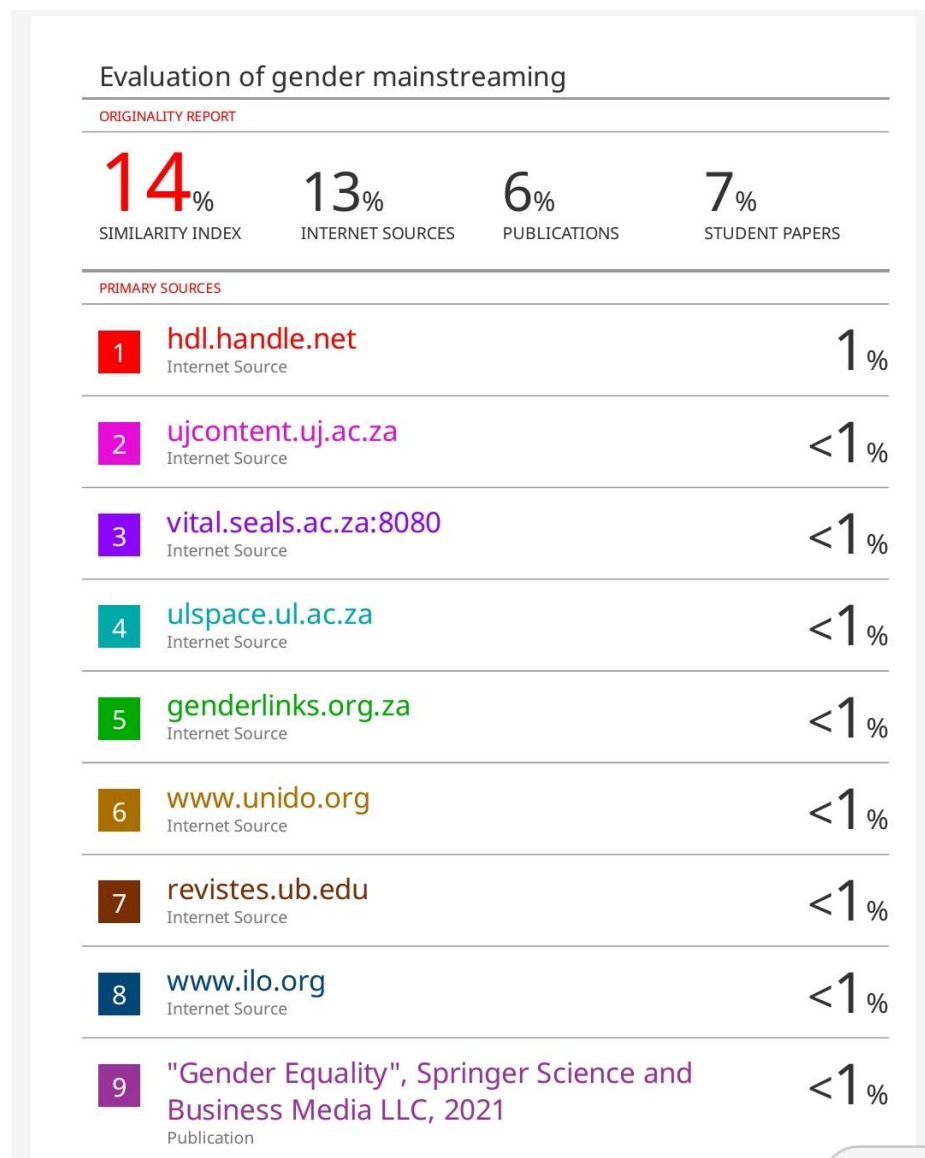 Evaluation of gender mainstreaming
ORIGINALITY REPORT
14% 13% 6% 7%
SIMILARITY INDEX INTERNET SOURCES PUBLICATIONS STUDENT PAPERS
PRIMARY SOURCES
1 hdl.handle.net 1%
Internet Source
2 ujcontent.uj.ac.za <1%
Internet Source
3 vital.seals.ac.za:8080 <1%
Internet Source
4 ulspace.ul.ac.za <1%
Internet Source
5 genderlinks.org.za <1%
Internet Source
6 www.unido.org <1%
Internet Source
7 revistes.ub.edu <1%
Internet Source
8 www.ilo.org <1%
Internet Source
9 "Gender Equality", Springer Science and <1%
Business Media LLC, 2021
Publication